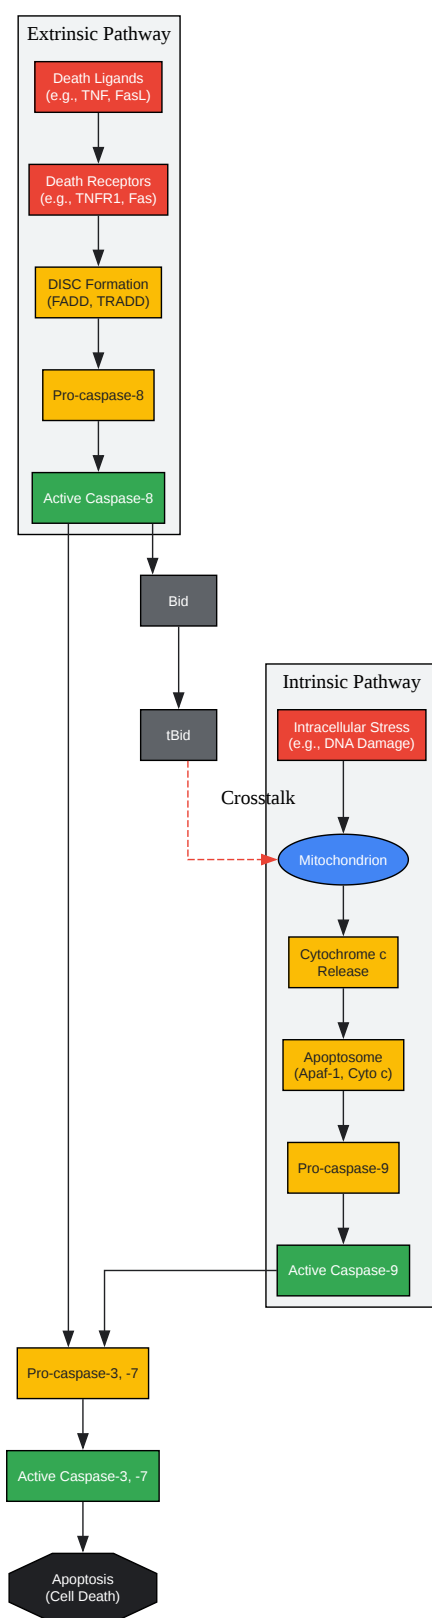 Extrinsic Pathway
Death Ligands
(e.g., TNF, FasL)
Death Receptors
(e.g., TNFR1, Fas)
DISC Formation
(FADD, TRADD)
Pro-caspase-8
Active Caspase-8
Bid
tBid
Intrinsic Pathway
Intracellular Stress
(e.g., DNA Damage)
Crosstalk
Mitochondrion
Cytochrome c
Release
Apoptosome
(Apaf-1, Cyto c)
Pro-caspase-9
Active Caspase-9
Pro-caspase-3, -7
Active Caspase-3, -7
Apoptosis
(Cell Death)